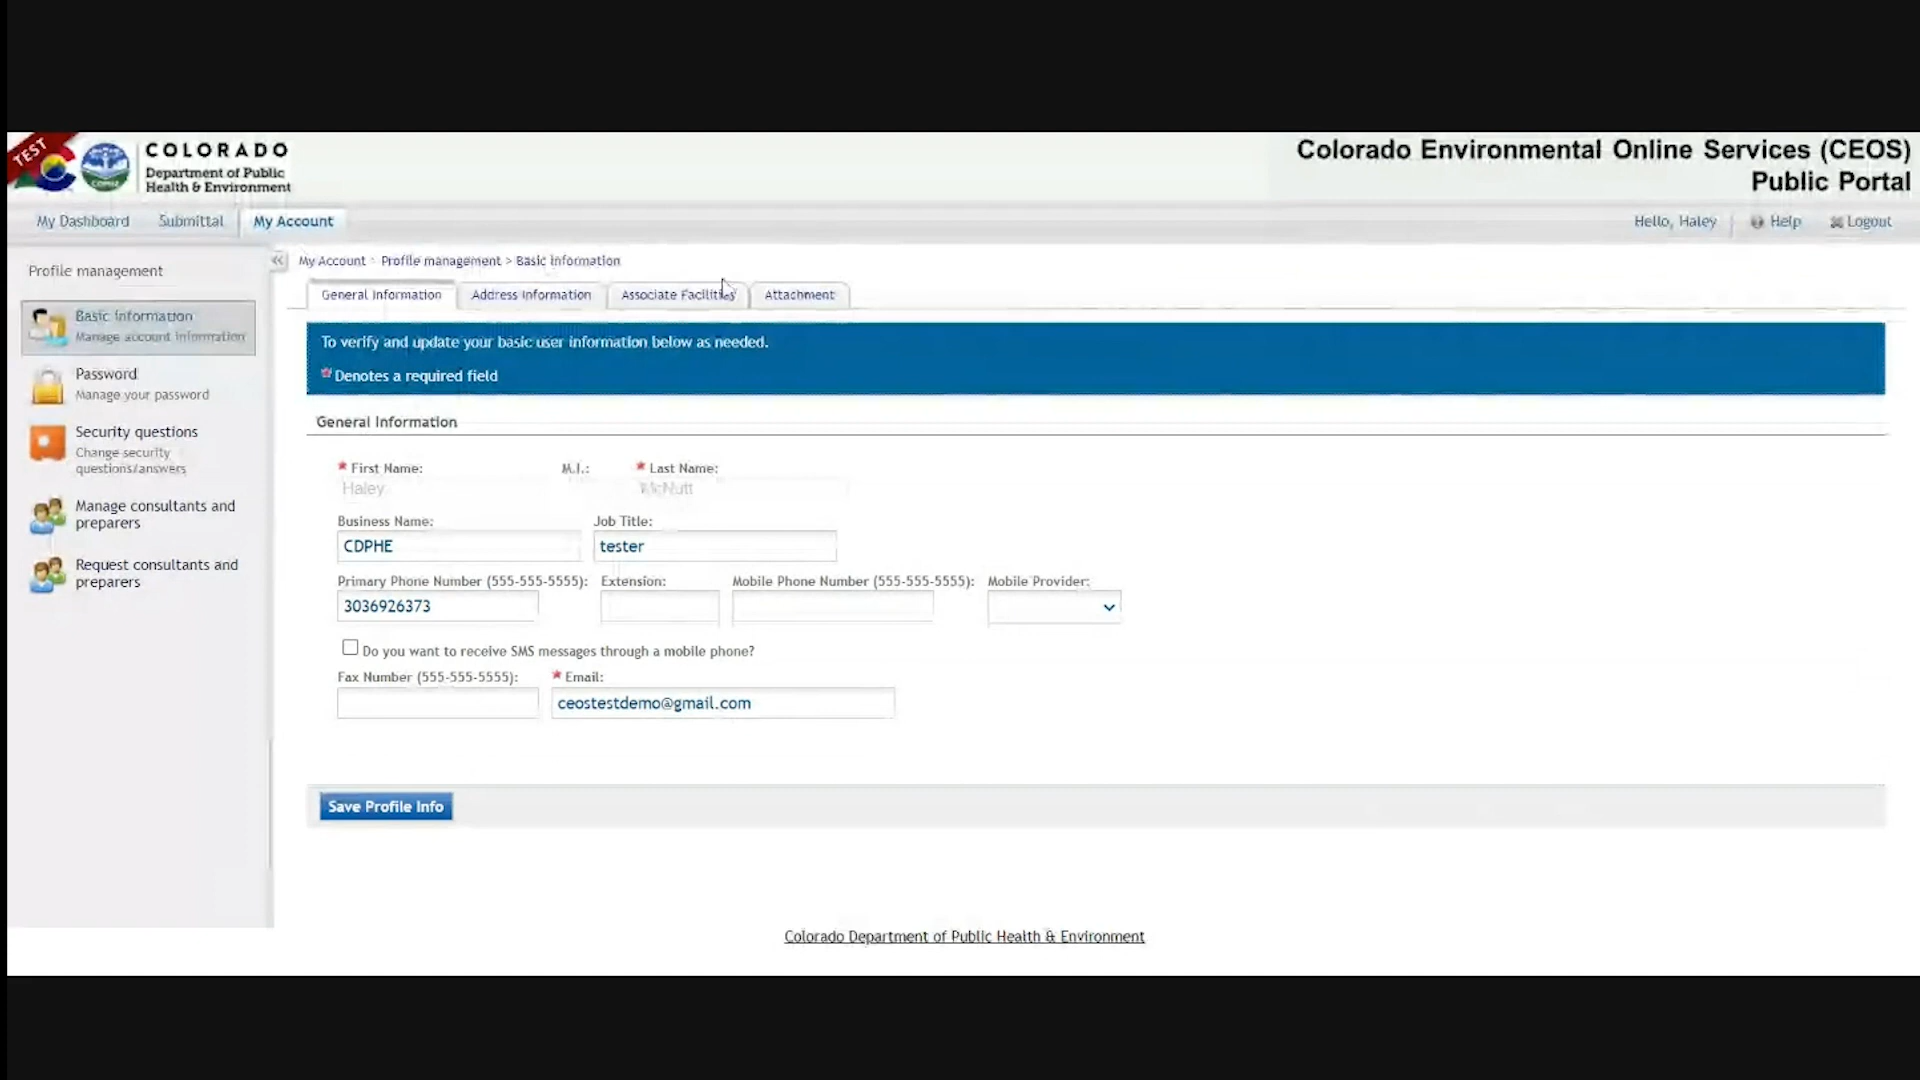 TEST
COLORADO
Department of Public
Health & Environment
CDPHE
Colorado Environmental Online Services (CEOS)
Public Portal
My Dashboard
Submittal
My Account
Hello, Haley
Help
Logout
Profile management
Basic information
Manage account information
Password
Manage your password
Security questions
Change security
questions/answers
Manage consultants and
preparers
Request consultants and
preparers
My Account > Profile management > Basic information
General Information
Address Information
Associate Facilities
Attachment
To verify and update your basic user information below as needed.
* Denotes a required field
General Information
* First Name:
M.I.:
* Last Name:
Haley
McNutt
Business Name:
Job Title:
CDPHE
tester
Primary Phone Number (555-555-5555):
Extension:
Mobile Phone Number (555-555-5555):
Mobile Provider:
3036926373
Do you want to receive SMS messages through a mobile phone?
Fax Number (555-555-5555):
* Email:
ceostestdemo@gmail.com
Save Profile Info
Colorado Department of Public Health & Environment